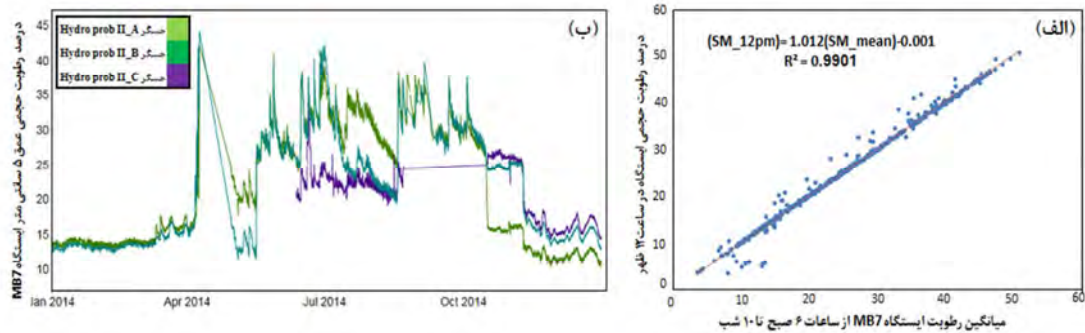 (ب)
حسگر Hydro prob II_A
حسگر Hydro prob II_B
حسگر Hydro prob II_C
درصد رطوبت حجمی عمق ۵ سانتی متر ایستگاه MB7
45
40
35
30
25
20
15
10
Jan 2014
Apr 2014
Jul 2014
Oct 2014
(الف)
(SM_12pm)= 1.012(SM_mean)-0.001
R² = 0.9901
درصد رطوبت حجمی ایستگاه در ساعت ۱۲ ظهر
60
50
40
30
20
10
0
0
10
20
30
40
50
60
میانگین رطوبت ایستگاه MB7 از ساعات ۶ صبح تا ۱۰ شب